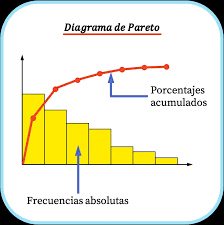 Diagrama de Pareto
Porcentajes
acumulados
Frecuencias absolutas